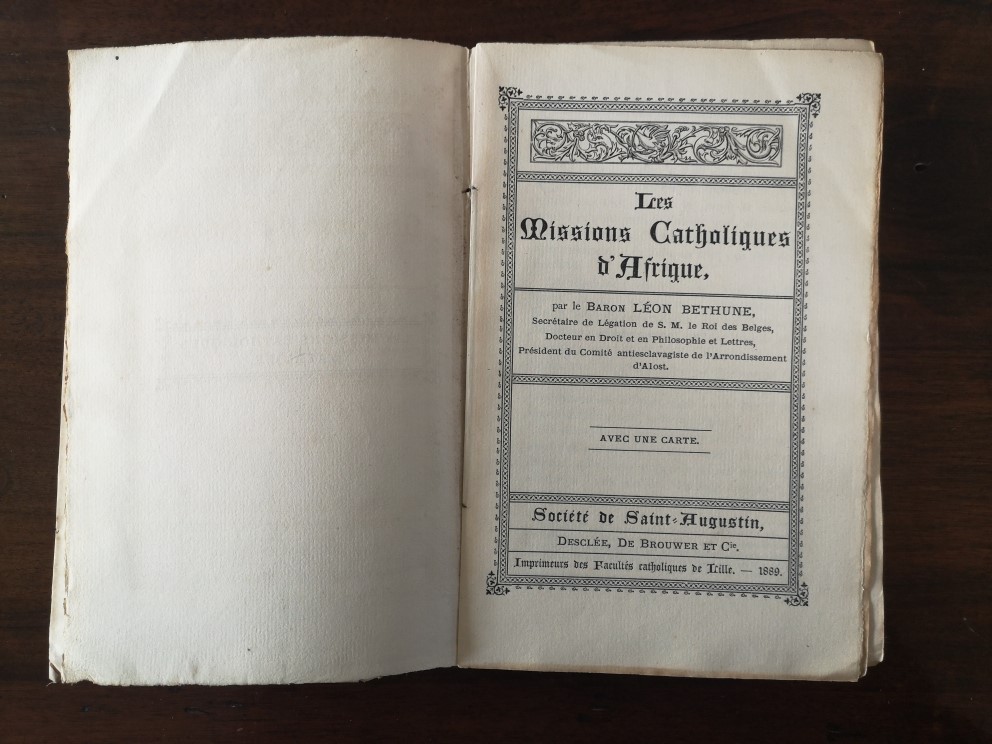 Les
Missions Catholiques
d'Afrique,
par le BARON LÉON BETHUNE,
Secrétaire de Légation de S. M. le Roi des Belges,
Docteur en Droit et en Philosophie et Lettres,
Président du Comité antiesclavagiste de l'Arrondissement
d'Alost.
AVEC UNE CARTE.
Société de Saint-Augustin,
DESCLÉE, DE BROUWER ET Cie.
Imprimeurs des Facultés catholiques de Lille. — 1889.